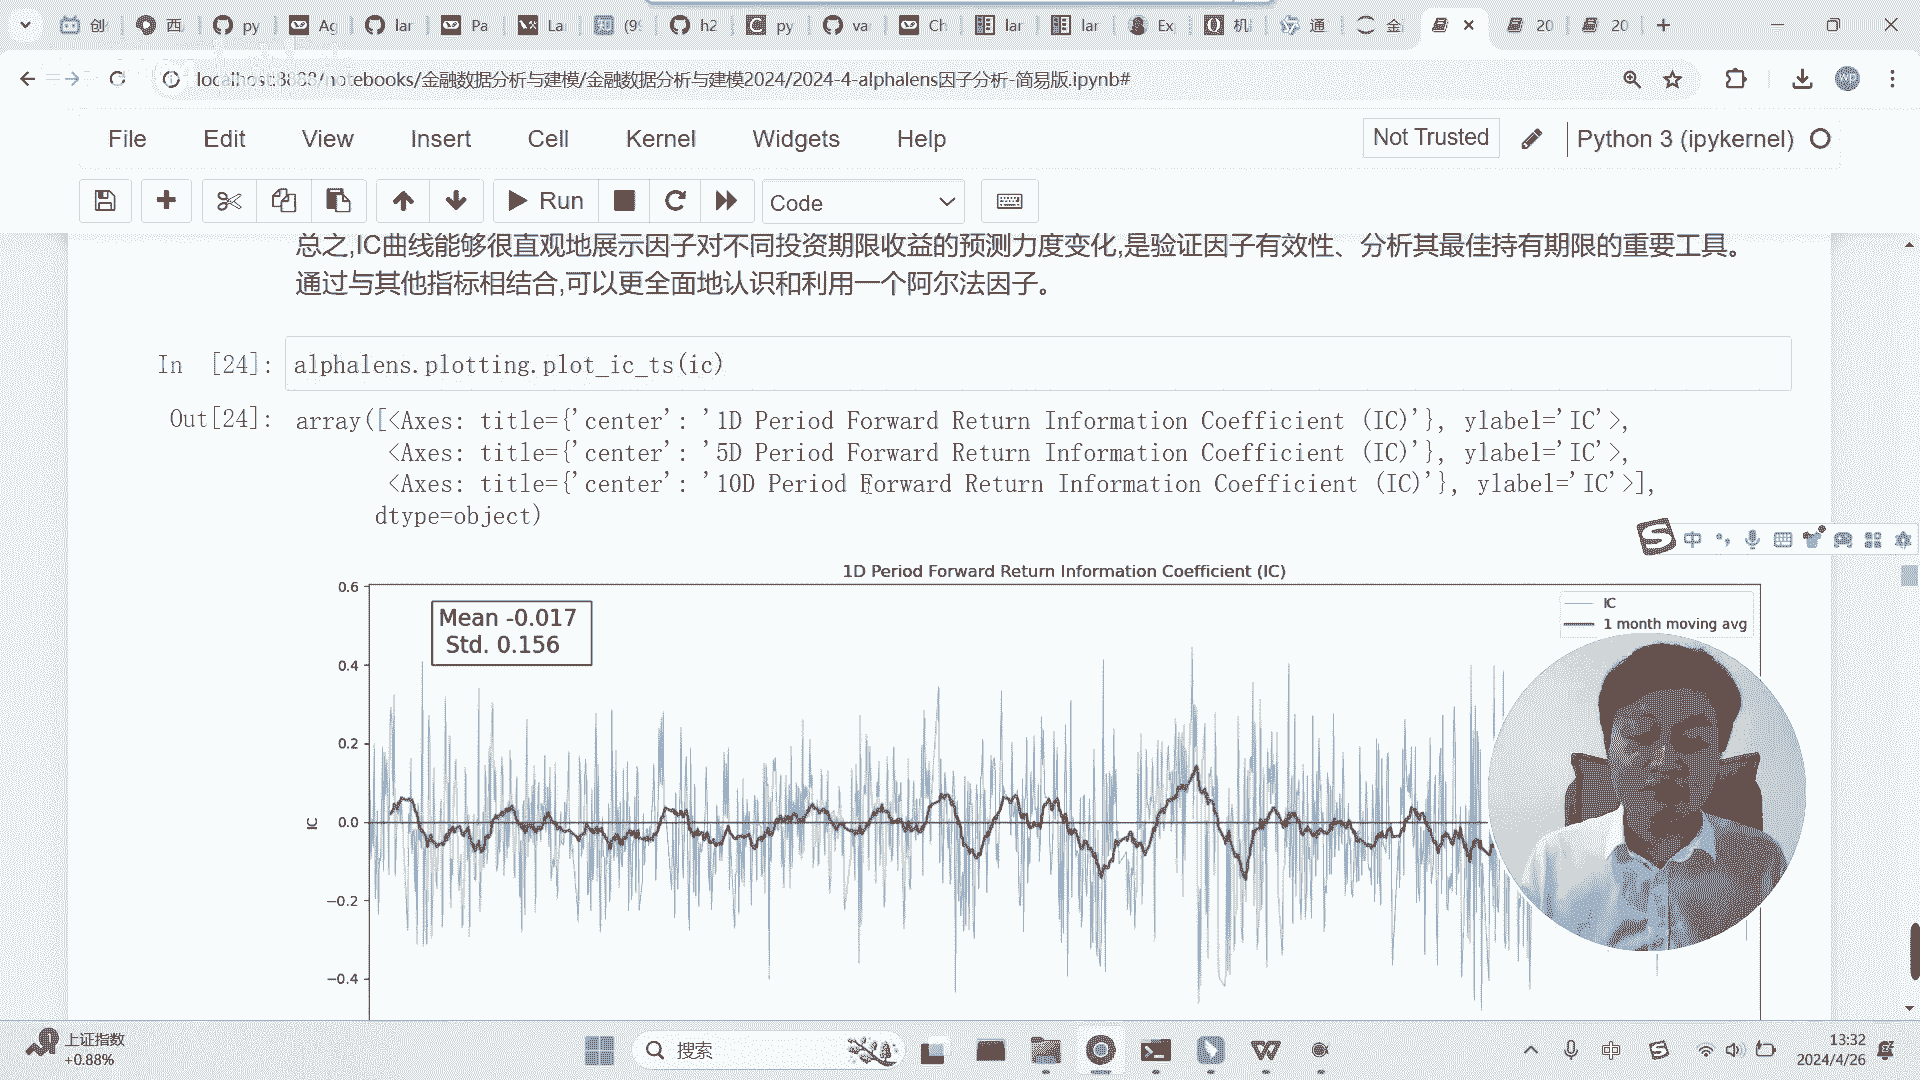 创
西
py
Ag
lar
Pa
La
(9
h2
py
va
Ch
lar
lar
Ex
机
通
金
20
20
localhost:8888/notebooks/金融数据分析与建模/金融数据分析与建模2024/2024-4-alphalens因子分析-简易版.ipynb#
WP
File Edit View Insert Cell Kernel Widgets Help
Not Trusted
Python 3 (ipykernel)
Run
Code
总之,IC曲线能够很直观地展示因子对不同投资期限收益的预测力度变化,是验证因子有效性、分析其最佳持有期限的重要工具。
通过与其他指标相结合,可以更全面地认识和利用一个阿尔法因子。
In [24]: alphalens.plotting.plot_ic_ts(ic)
Out[24]: array([<Axes: title={'center': '1D Period Forward Return Information Coefficient (IC)'}, ylabel='IC'>,
<Axes: title={'center': '5D Period Forward Return Information Coefficient (IC)'}, ylabel='IC'>,
<Axes: title={'center': '10D Period Forward Return Information Coefficient (IC)'}, ylabel='IC'>],
dtype=object)
中
1D Period Forward Return Information Coefficient (IC)
Mean -0.017
Std. 0.156
IC
1 month moving avg
0.6
0.4
0.2
0.0
−0.2
−0.4
IC
上证指数
+0.88%
搜索
中
13:32
2024/4/26